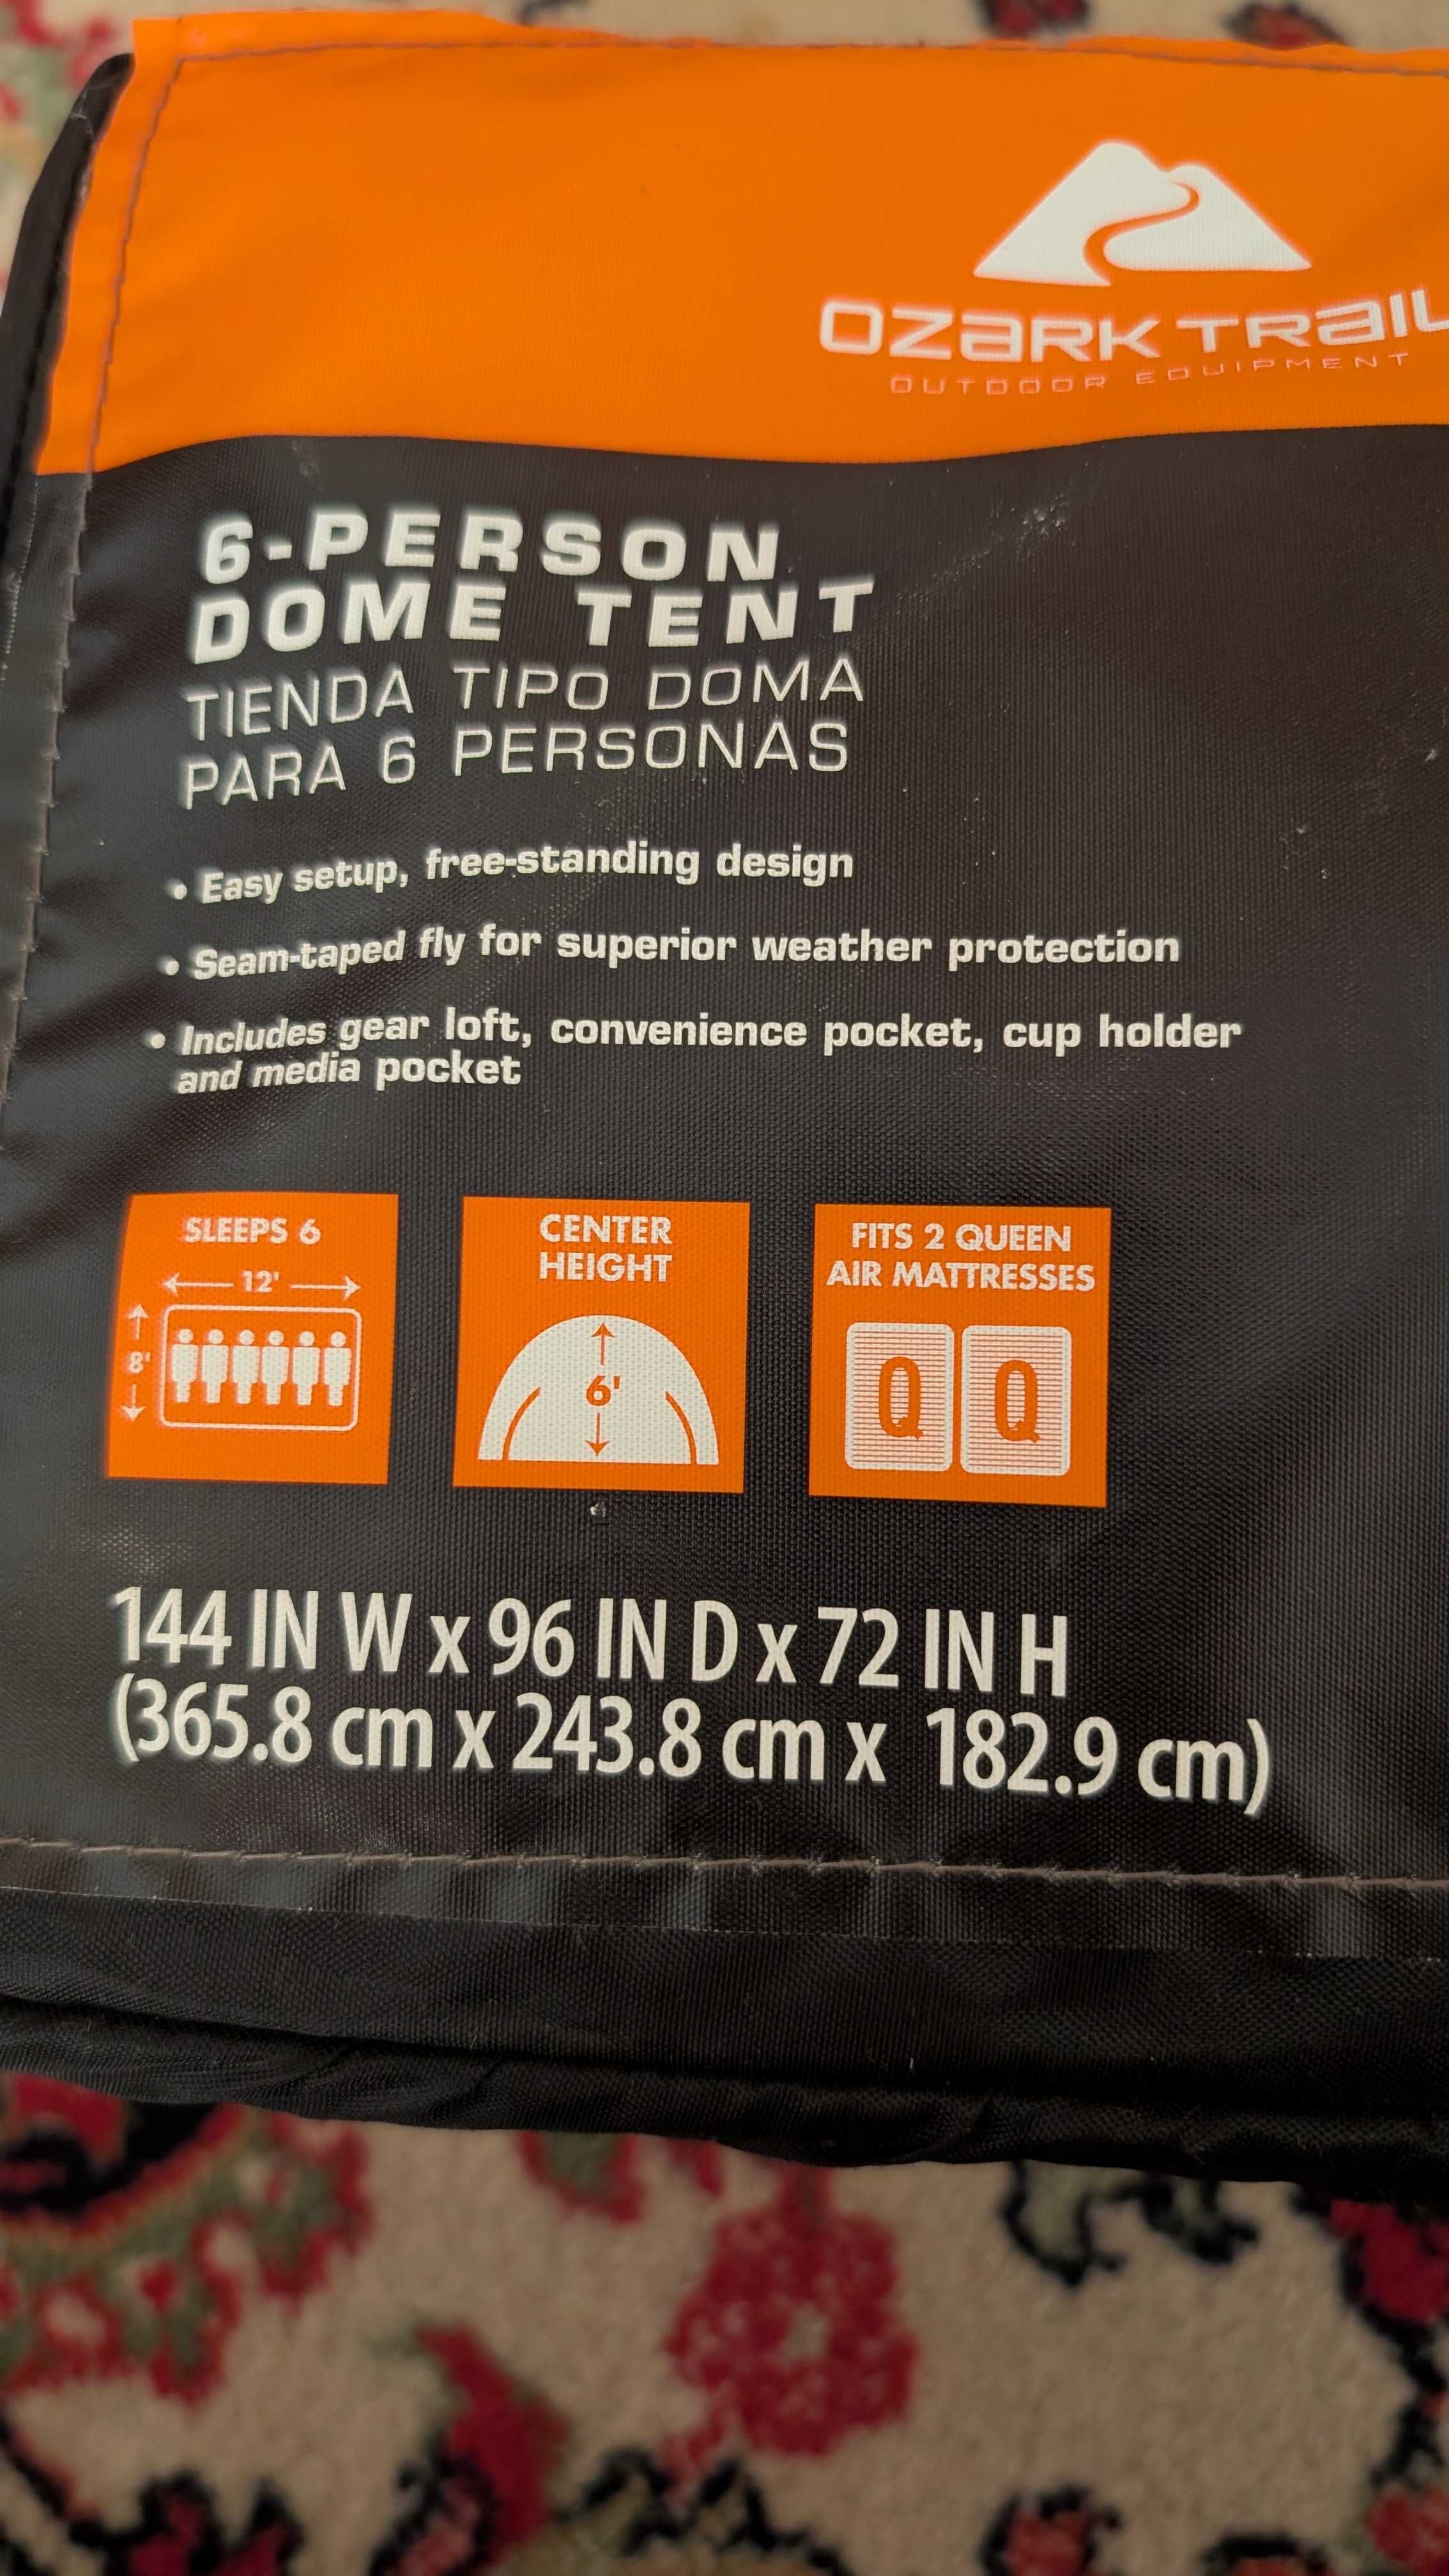 OZARK TRAIL
OUTDOOR EQUIPMENT
6-PERSON
DOME TENT
TIENDA TIPO DOMA
PARA 6 PERSONAS
• Easy setup, free-standing design
• Seam-taped fly for superior weather protection
• Includes gear loft, convenience pocket, cup holder
and media pocket
SLEEPS 6
12'
8'
CENTER
HEIGHT
6'
FITS 2 QUEEN
AIR MATTRESSES
Q Q
144 IN W x 96 IN D x 72 IN H
(365.8 cm x 243.8 cm x 182.9 cm)